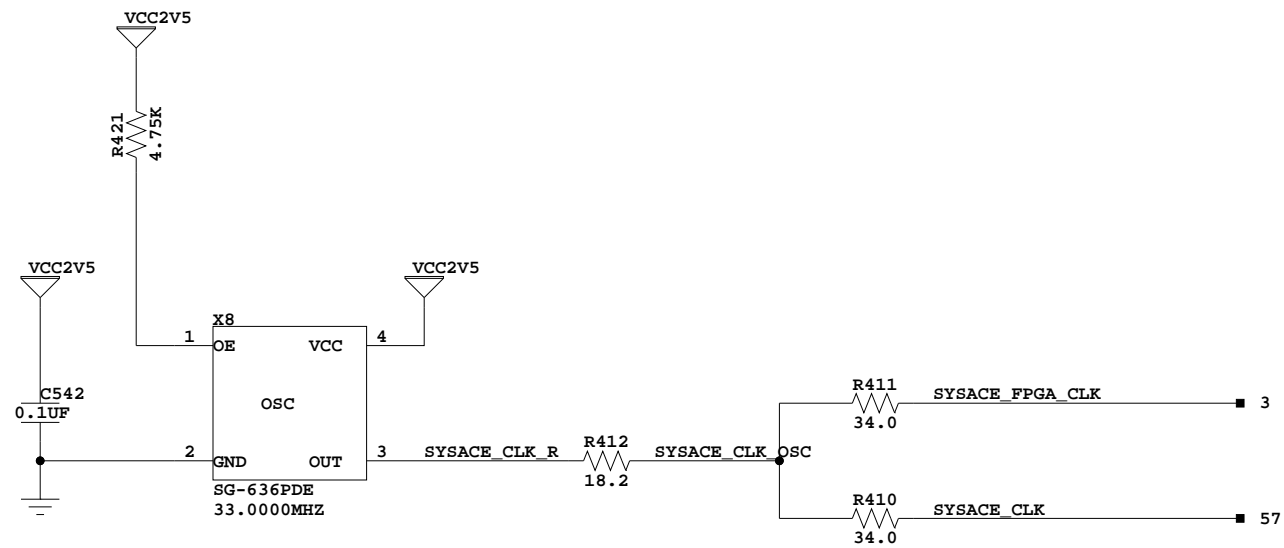 VCC2V5
R421
4.75K
VCC2V5
VCC2V5
X8
1
OE
VCC
4
C542
0.1UF
OSC
R411
SYSACE_FPGA_CLK
3
34.0
2
GND
OUT
3
SYSACE_CLK_R
R412
SYSACE_CLK_OSC
18.2
SG-636PDE
33.0000MHZ
R410
SYSACE_CLK
57
34.0